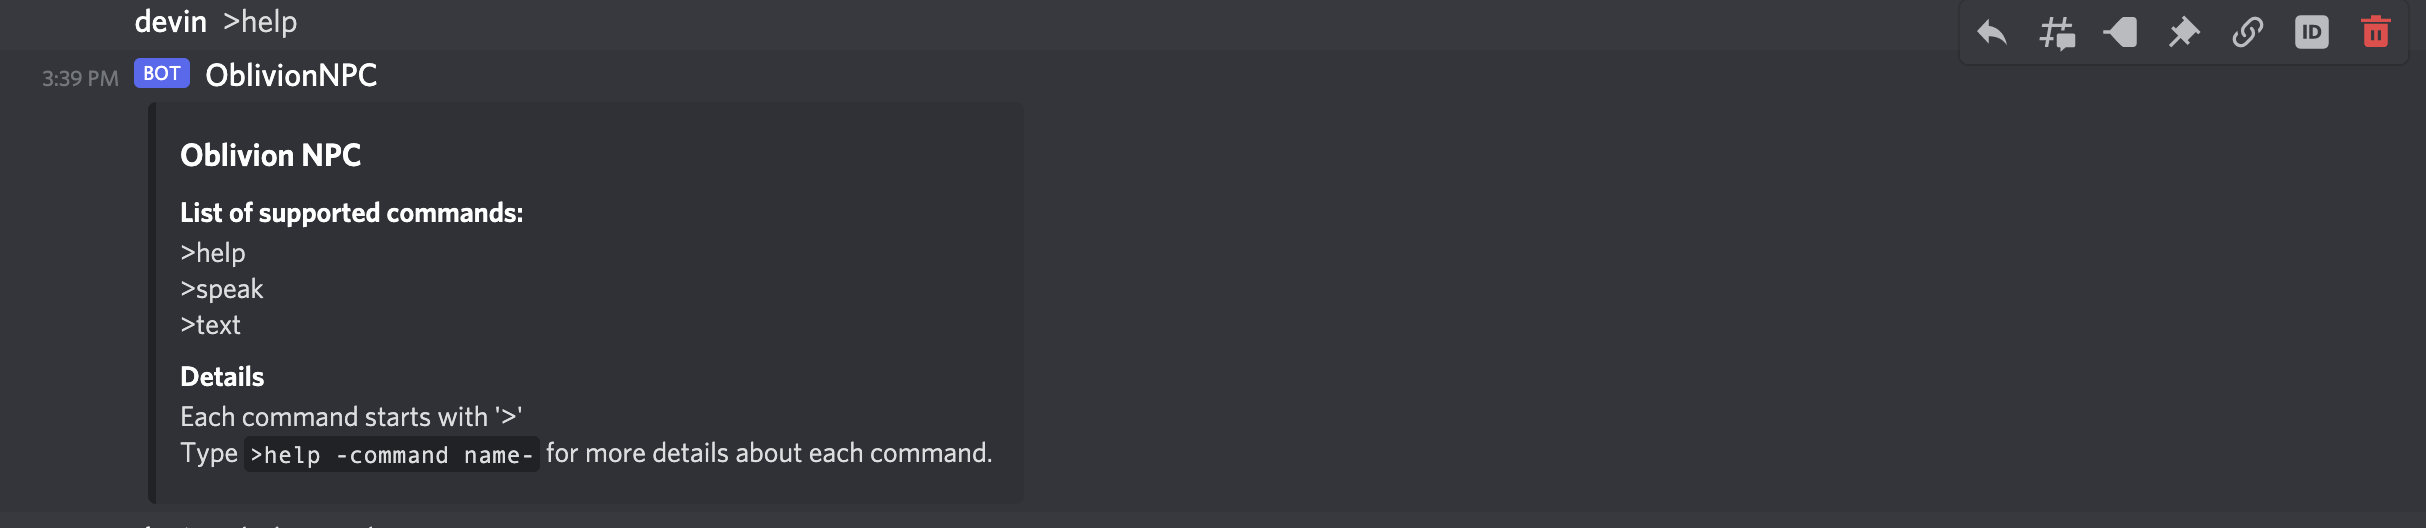 devin >help
3:39 PM BOT OblivionNPC
ID
Oblivion NPC
List of supported commands:
>help
>speak
>text
Details
Each command starts with '>'
Type >help -command name- for more details about each command.